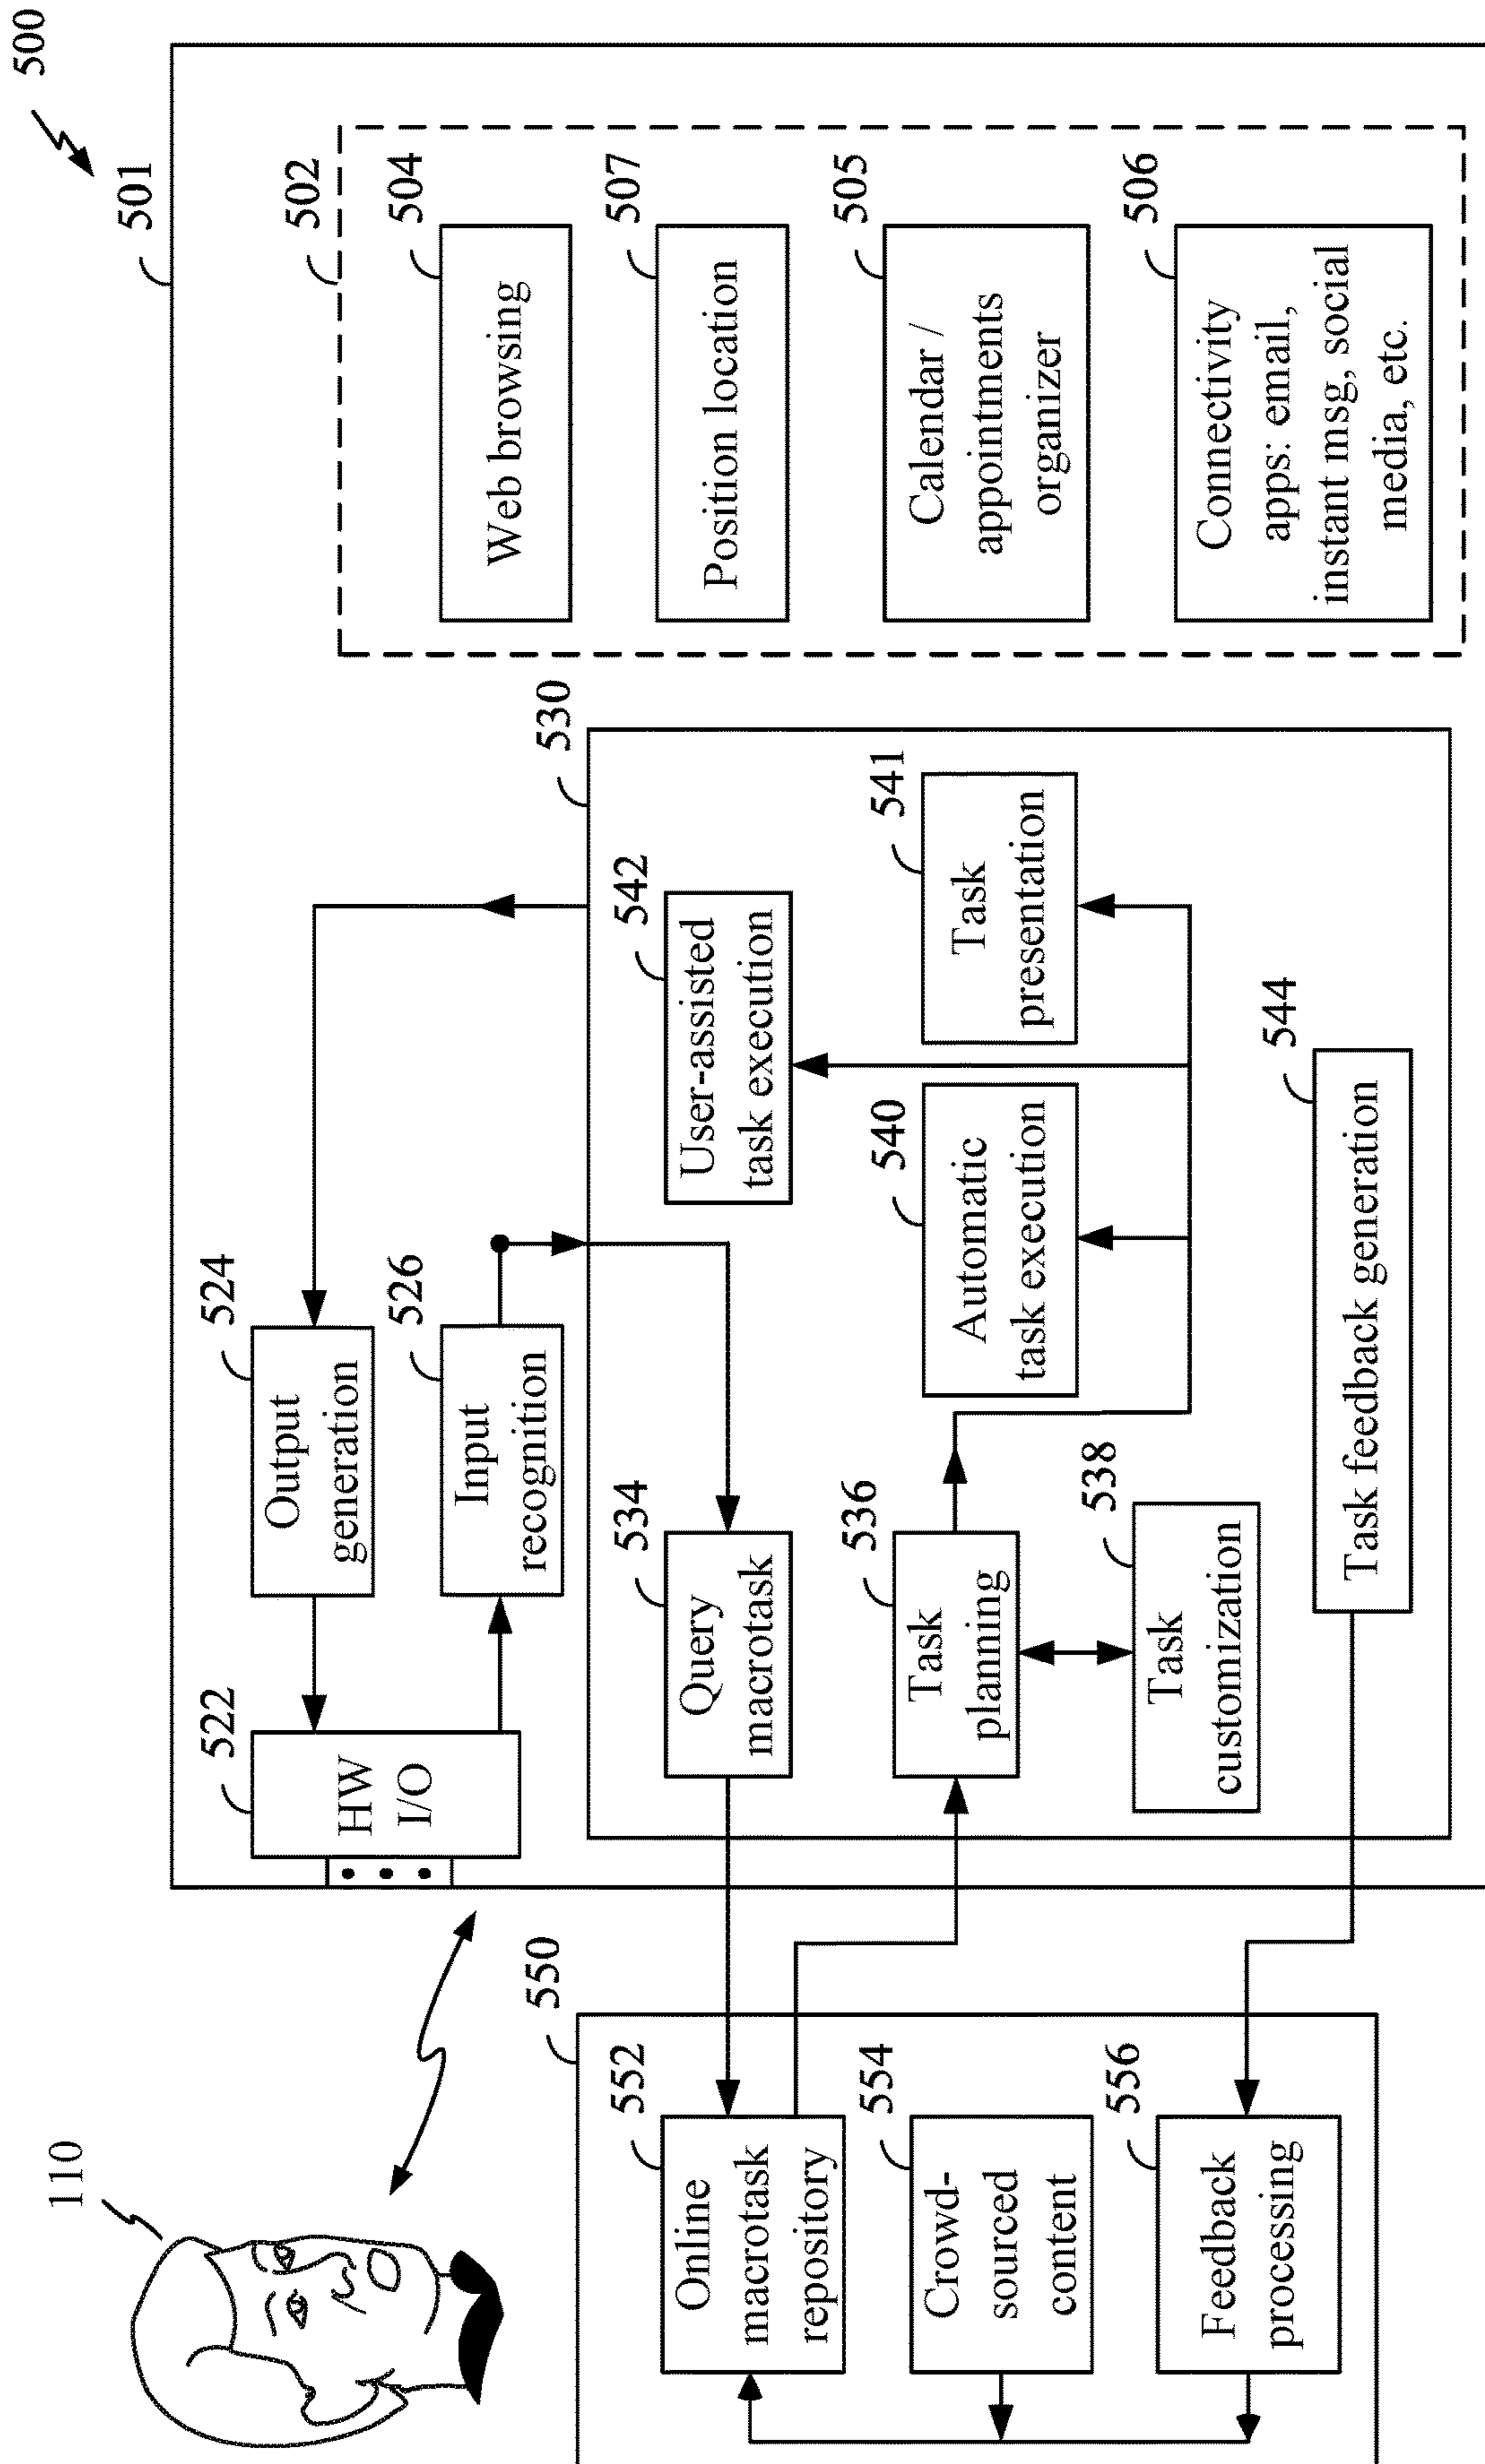 500
501
502
504
Web browsing
507
Position location
505
Calendar /
appointments
organizer
506
Connectivity
apps: email,
instant msg, social
media, etc.
110
522
HW
I/O
524
Output
generation
526
Input
recognition
530
534
Query
macrotask
536
Task
planning
538
Task
customization
542
User-assisted
task execution
540
Automatic
task execution
541
Task
presentation
544
Task feedback generation
550
552
Online
macrotask
repository
554
Crowd-
sourced
content
556
Feedback
processing